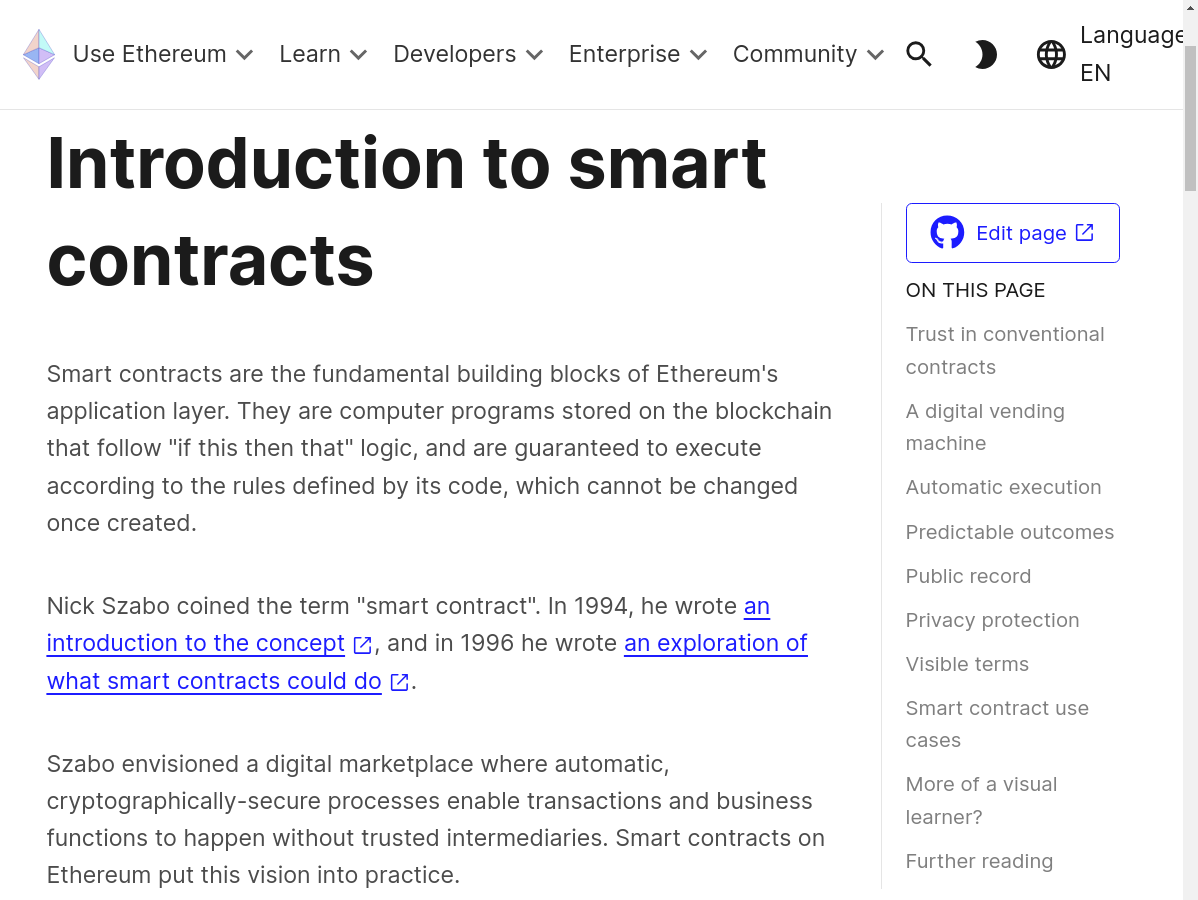 Use Ethereum
Learn
Developers
Enterprise
Community
Language
EN
Introduction to smart
contracts
Smart contracts are the fundamental building blocks of Ethereum's
application layer. They are computer programs stored on the blockchain
that follow "if this then that" logic, and are guaranteed to execute
according to the rules defined by its code, which cannot be changed
once created.
Nick Szabo coined the term "smart contract". In 1994, he wrote an
introduction to the concept, and in 1996 he wrote an exploration of
what smart contracts could do.
Szabo envisioned a digital marketplace where automatic,
cryptographically-secure processes enable transactions and business
functions to happen without trusted intermediaries. Smart contracts on
Ethereum put this vision into practice.
Edit page
ON THIS PAGE
Trust in conventional
contracts
A digital vending
machine
Automatic execution
Predictable outcomes
Public record
Privacy protection
Visible terms
Smart contract use
cases
More of a visual
learner?
Further reading